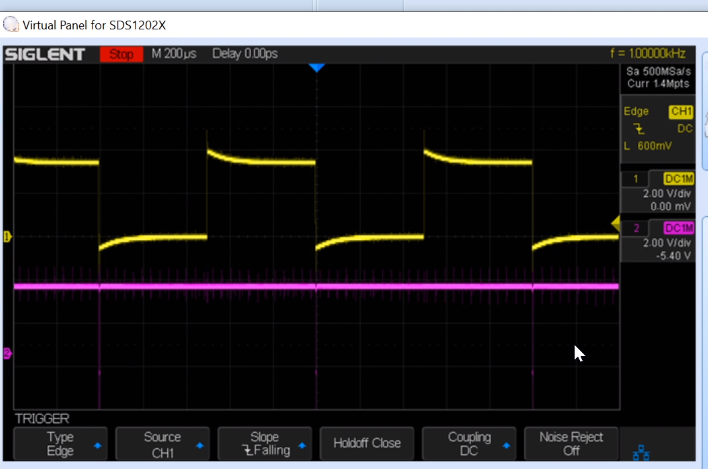 Virtual Panel for SDS1202X
SIGLENT Stop M 200µs Delay 0.00ps f = 1.00000kHz
Sa 500MSa/s
Curr 1.4Mpts
Edge CH1
DC
L 600mV
1 DC1M
2.00 V/div
0.00 mV
2 DC1M
2.00 V/div
-5.40 V
1
2
TRIGGER
Type
Edge
Source
CH1
Slope
Falling
Holdoff Close
Coupling
DC
Noise Reject
Off